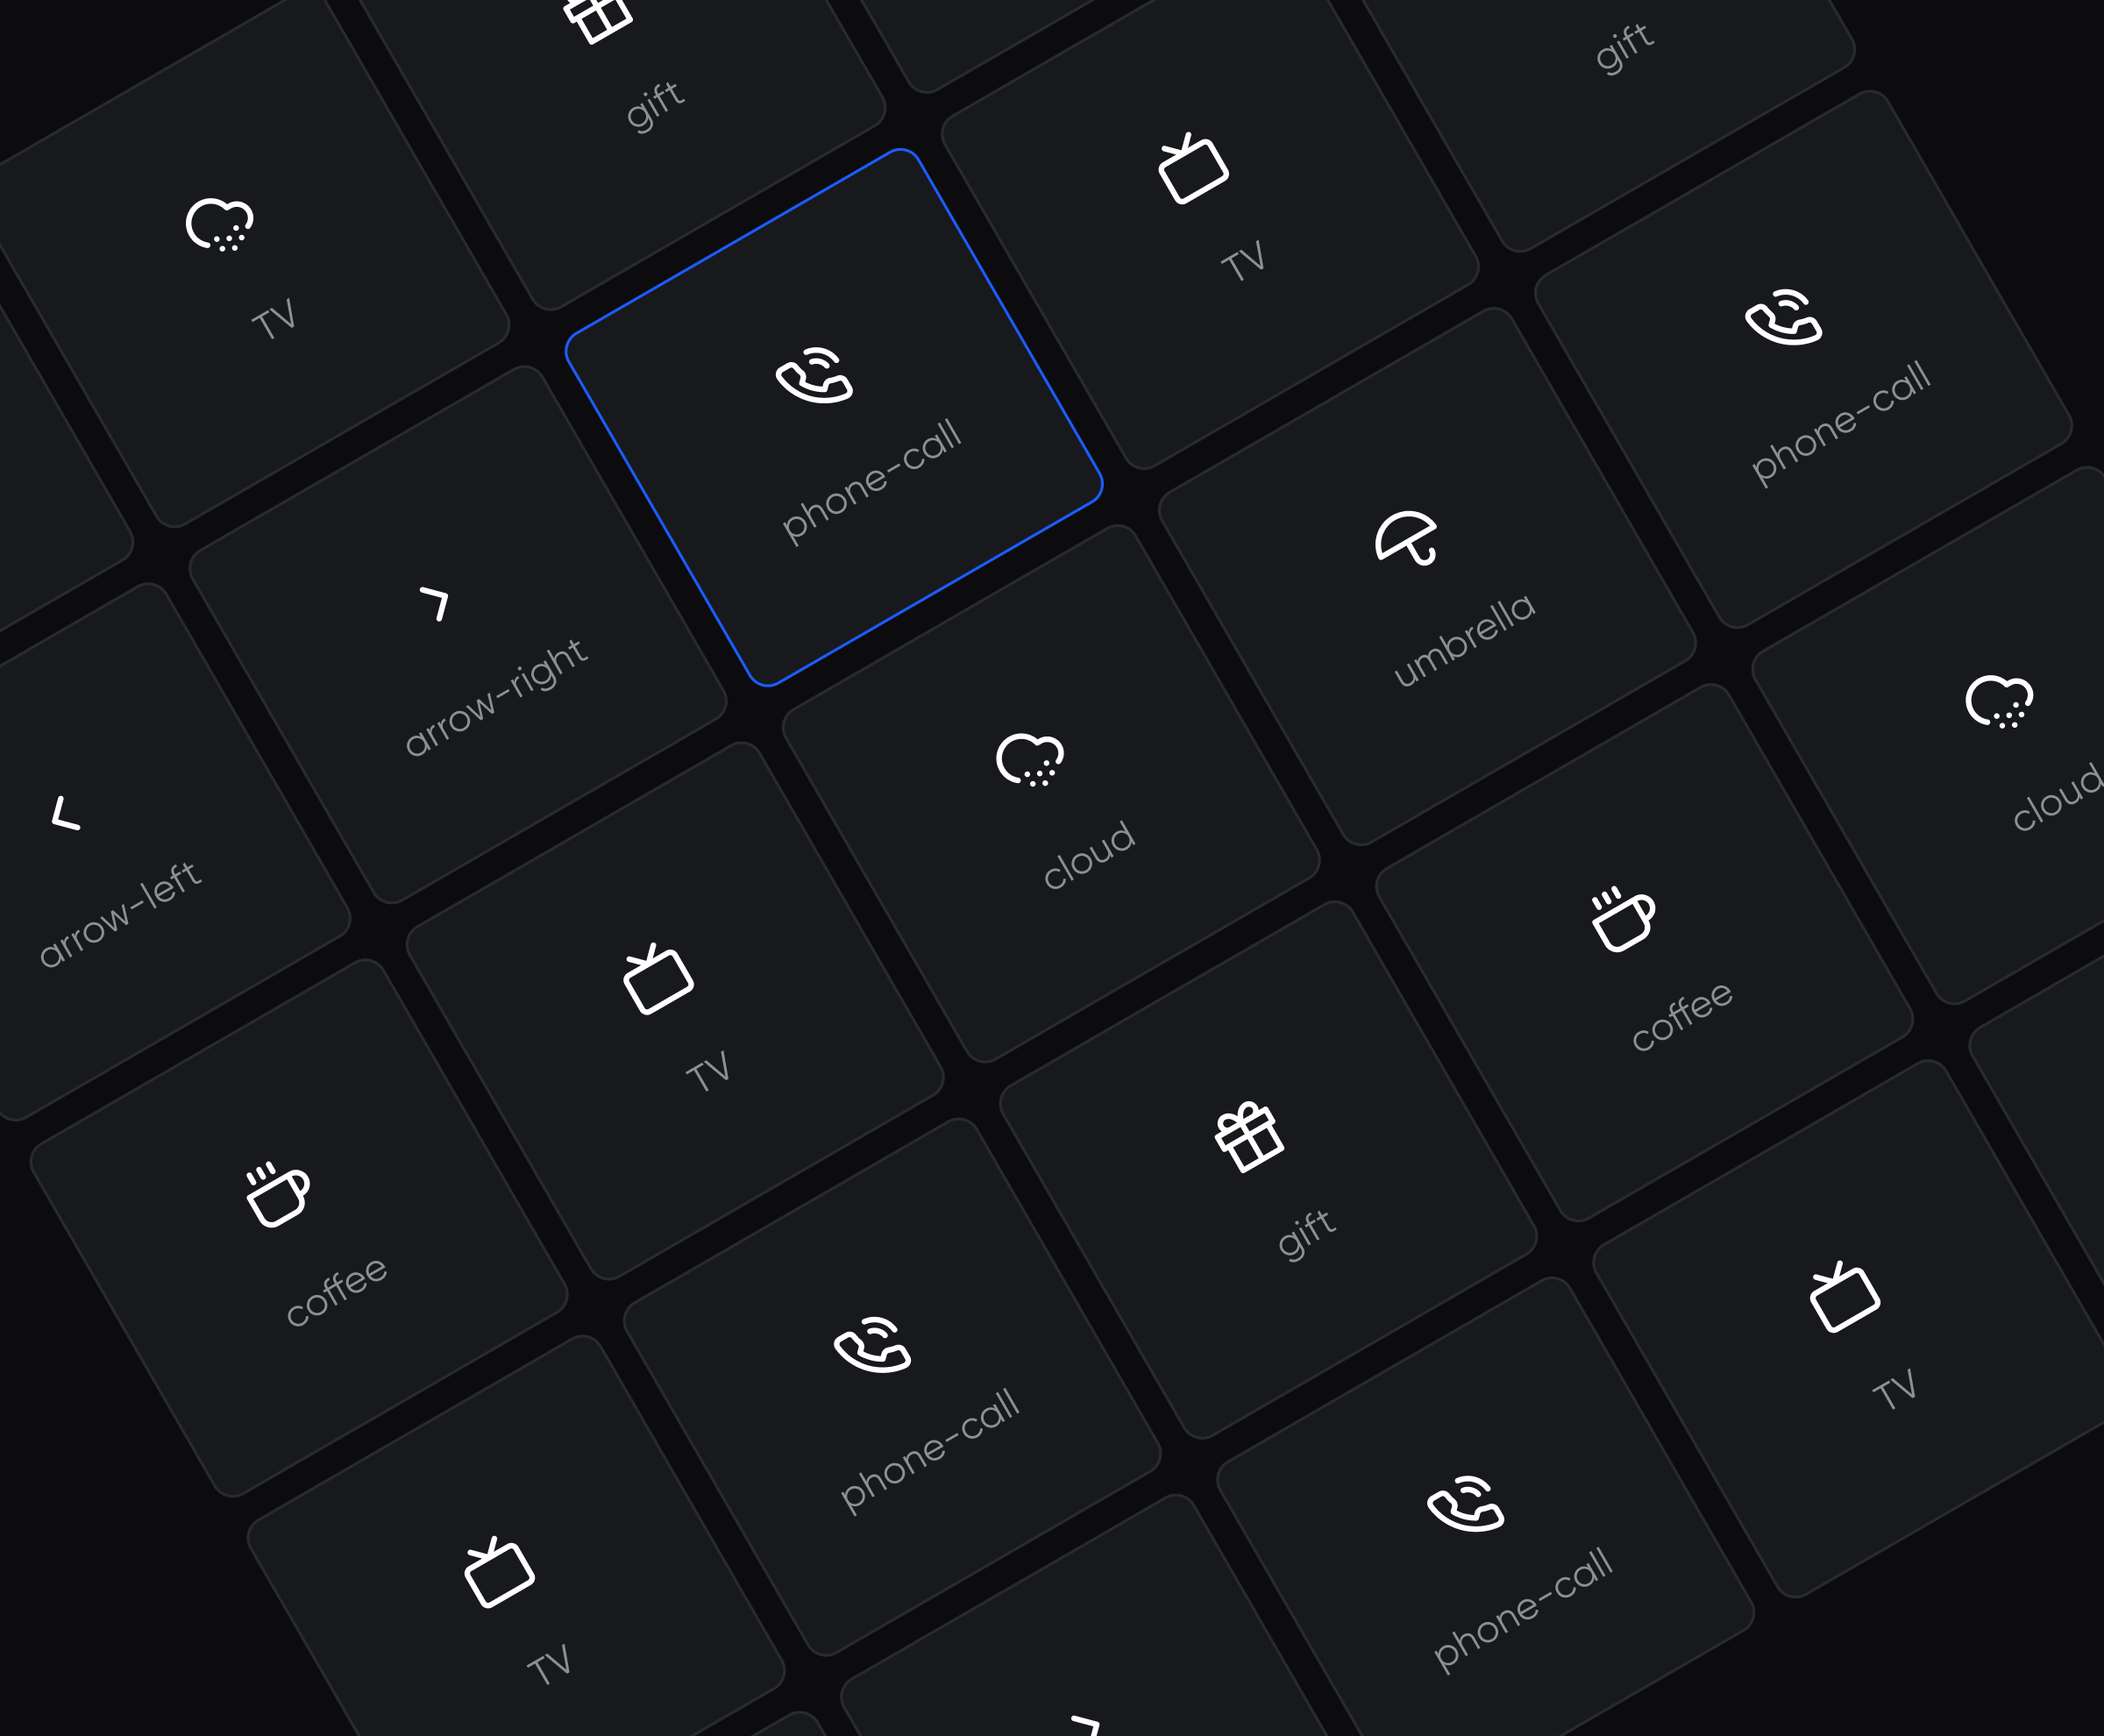 gift
gift
TV
TV
phone-call
phone-call
umbrella
arrow-right
cloud
cloud
arrow-left
coffee
TV
gift
coffee
TV
phone-call
phone-call
TV